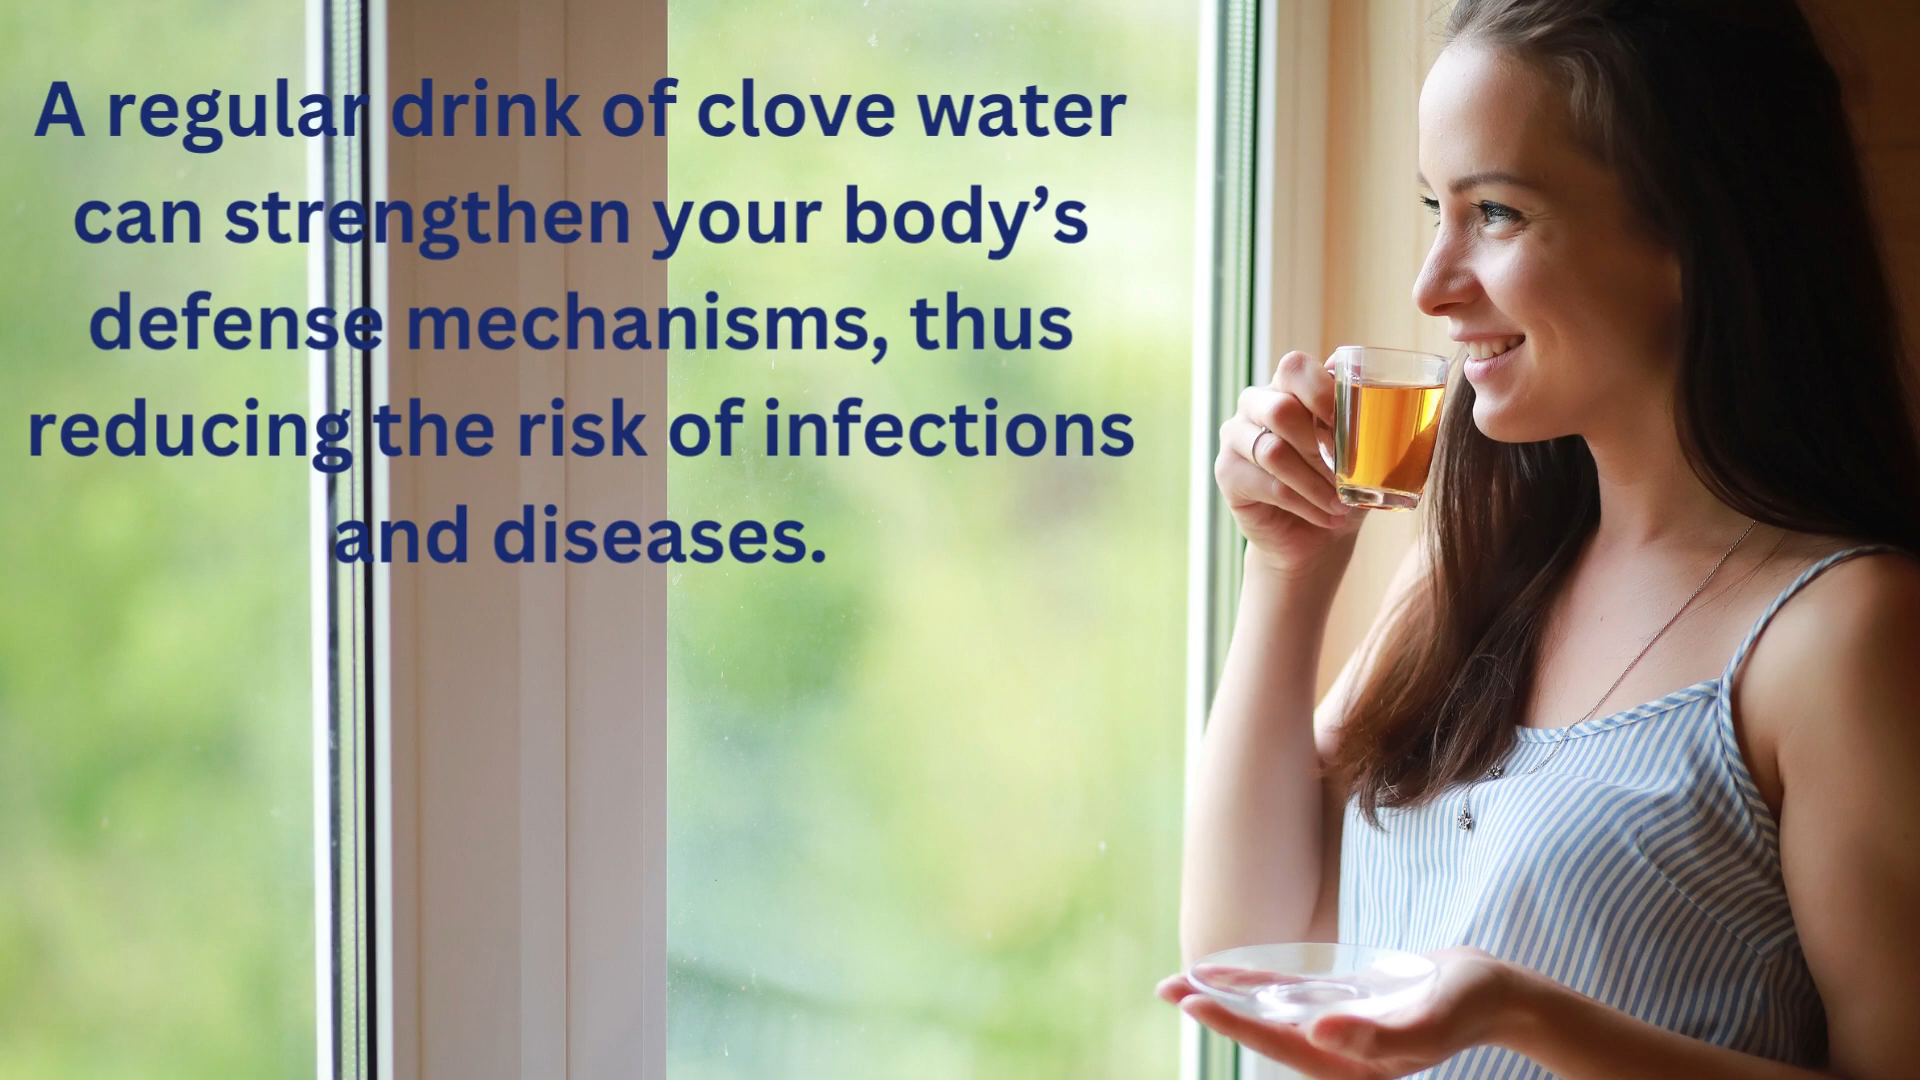 A regular drink of clove water
can strengthen your body’s
defense mechanisms, thus
reducing the risk of infections
and diseases.